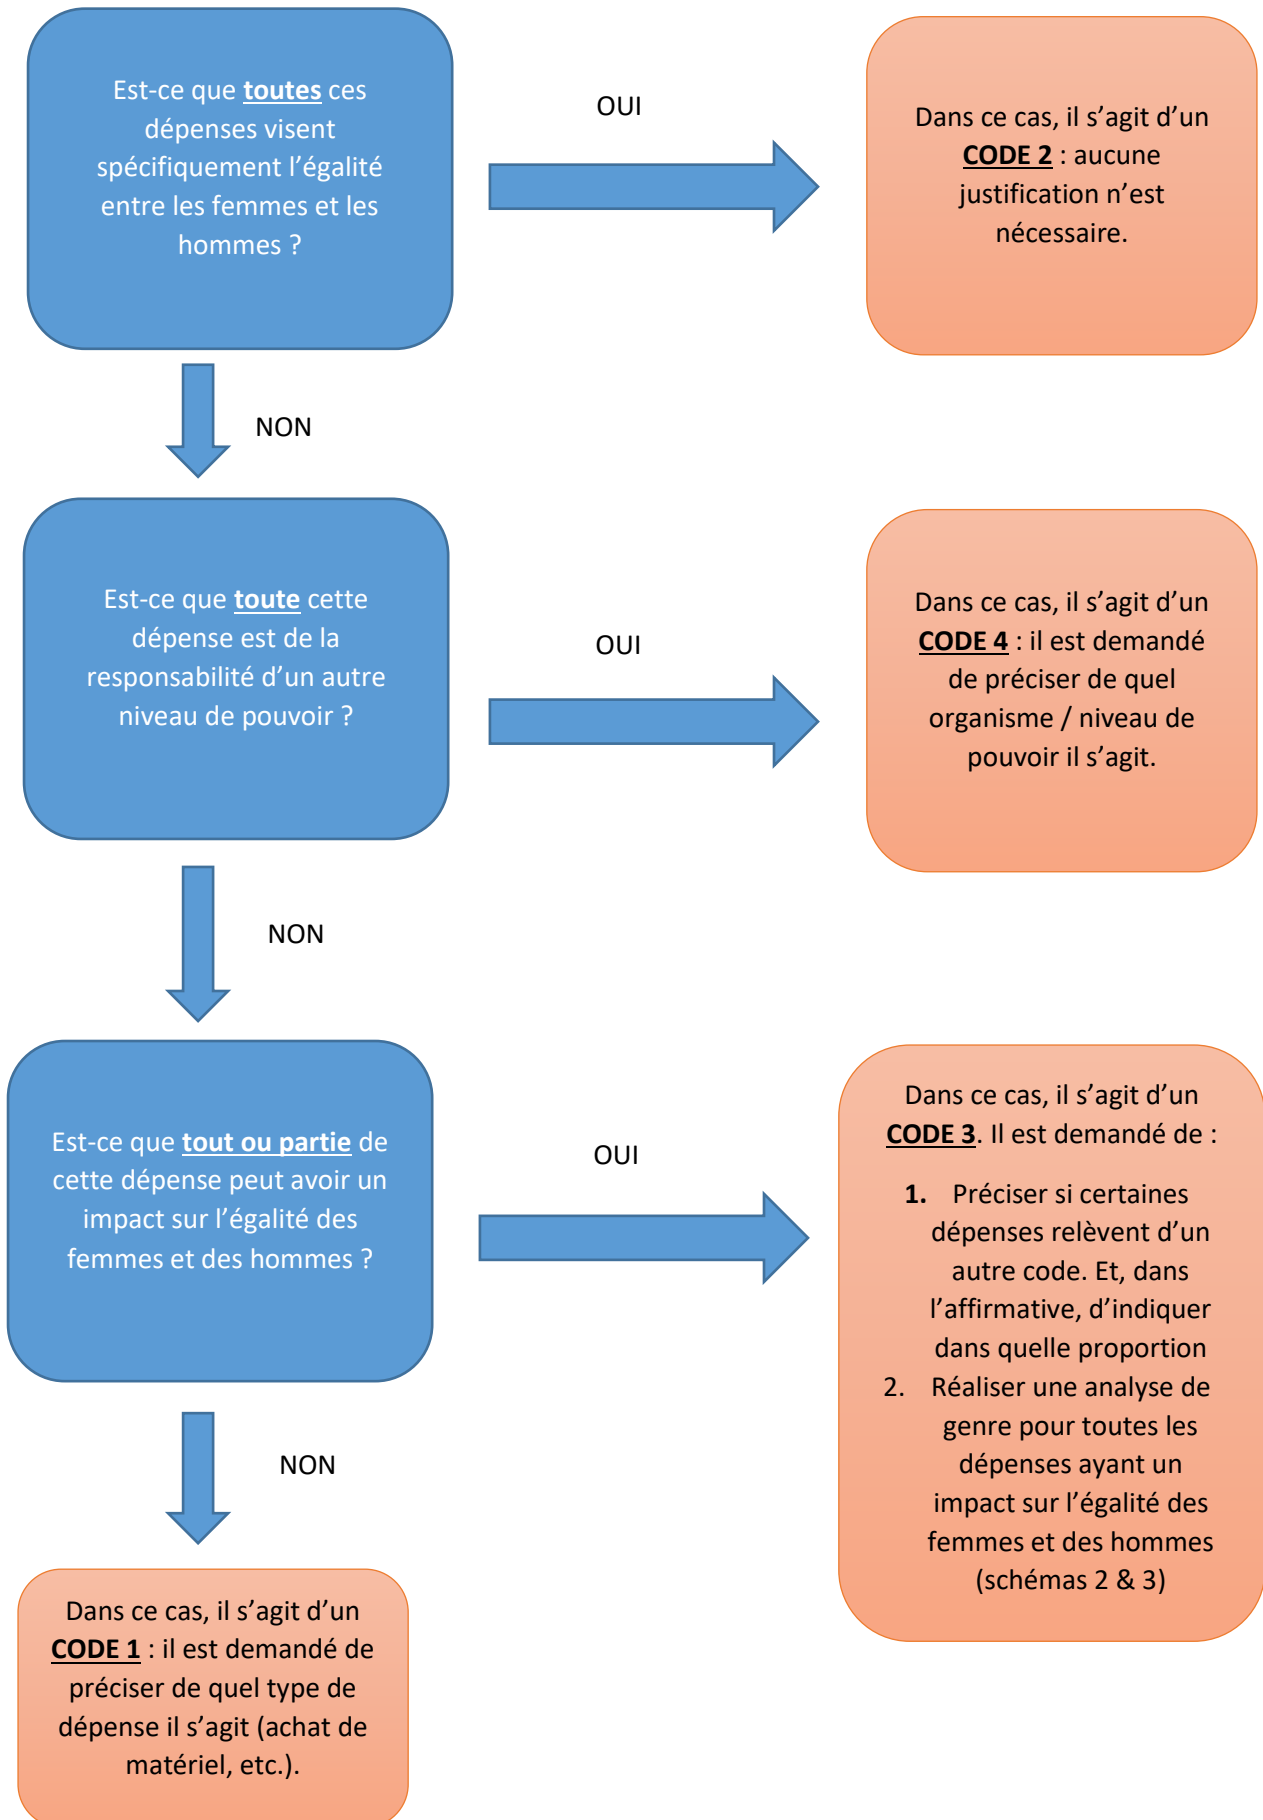 Est-ce que toutes ces
dépenses visent
spécifiquement l’égalité
entre les femmes et les
hommes ?
OUI
Dans ce cas, il s’agit d’un
CODE 2 : aucune
justification n’est
nécessaire.
NON
Est-ce que toute cette
dépense est de la
responsabilité d’un autre
niveau de pouvoir ?
OUI
Dans ce cas, il s’agit d’un
CODE 4 : il est demandé
de préciser de quel
organisme / niveau de
pouvoir il s’agit.
NON
Est-ce que tout ou partie de
cette dépense peut avoir un
impact sur l’égalité des
femmes et des hommes ?
OUI
Dans ce cas, il s’agit d’un
CODE 3. Il est demandé de :
1. Préciser si certaines
dépenses relèvent d’un
autre code. Et, dans
l’affirmative, d’indiquer
dans quelle proportion
2. Réaliser une analyse de
genre pour toutes les
dépenses ayant un
impact sur l’égalité des
femmes et des hommes
(schémas 2 & 3)
NON
Dans ce cas, il s’agit d’un
CODE 1 : il est demandé de
préciser de quel type de
dépense il s’agit (achat de
matériel, etc.).